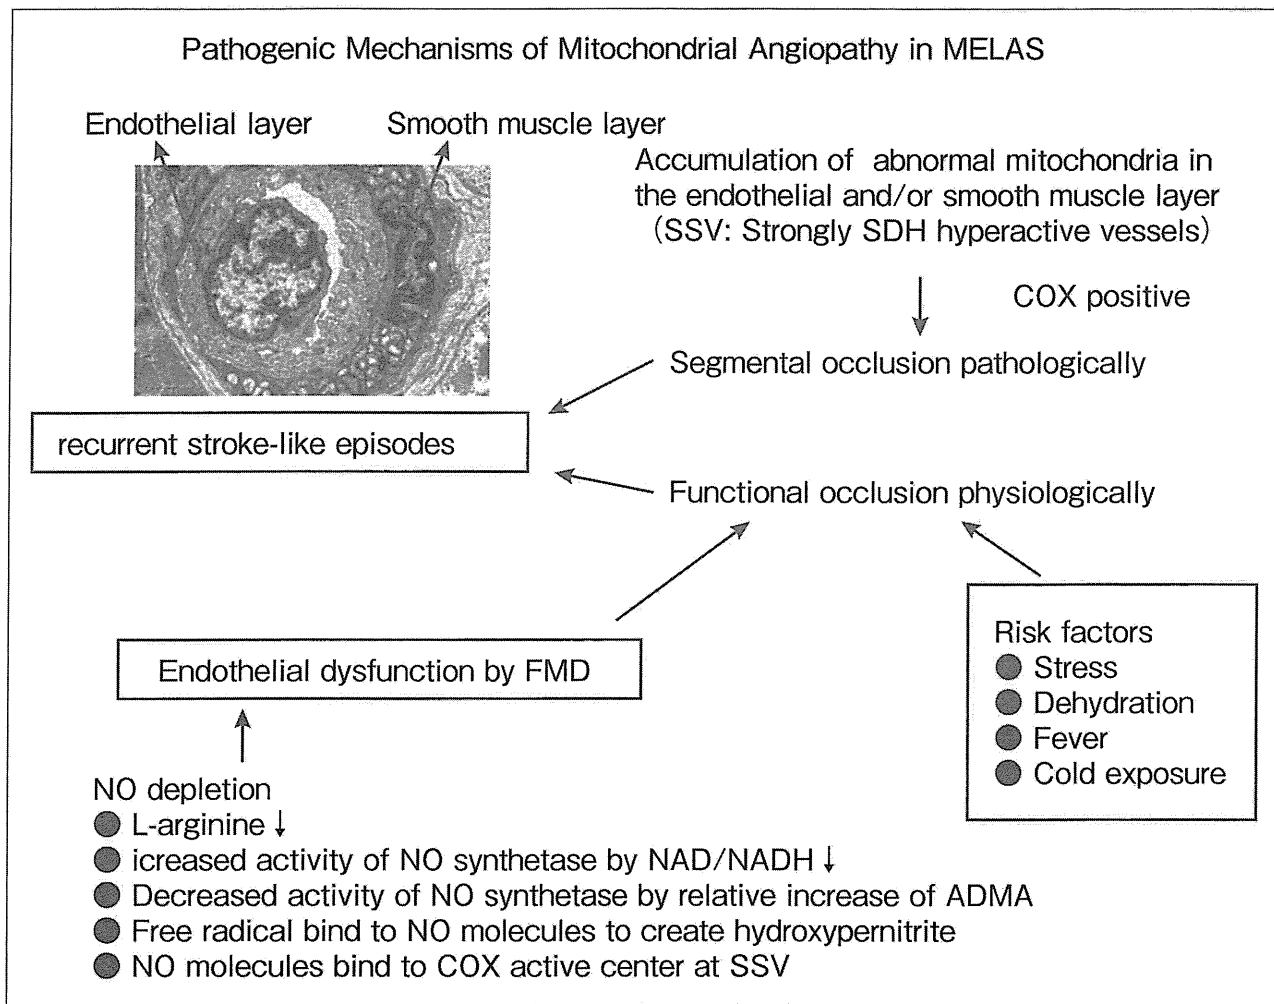 Pathogenic Mechanisms of Mitochondrial Angiopathy in MELAS
Endothelial layer
Smooth muscle layer
Accumulation of abnormal mitochondria in
the endothelial and/or smooth muscle layer
(SSV: Strongly SDH hyperactive vessels)
COX positive
Segmental occlusion pathologically
recurrent stroke-like episodes
Functional occlusion physiologically
Endothelial dysfunction by FMD
Risk factors
● Stress
● Dehydration
● Fever
● Cold exposure
NO depletion
● L-arginine ↓
● icreased activity of NO synthetase by NAD/NADH ↓
● Decreased activity of NO synthetase by relative increase of ADMA
● Free radical bind to NO molecules to create hydroxypernitrite
● NO molecules bind to COX active center at SSV